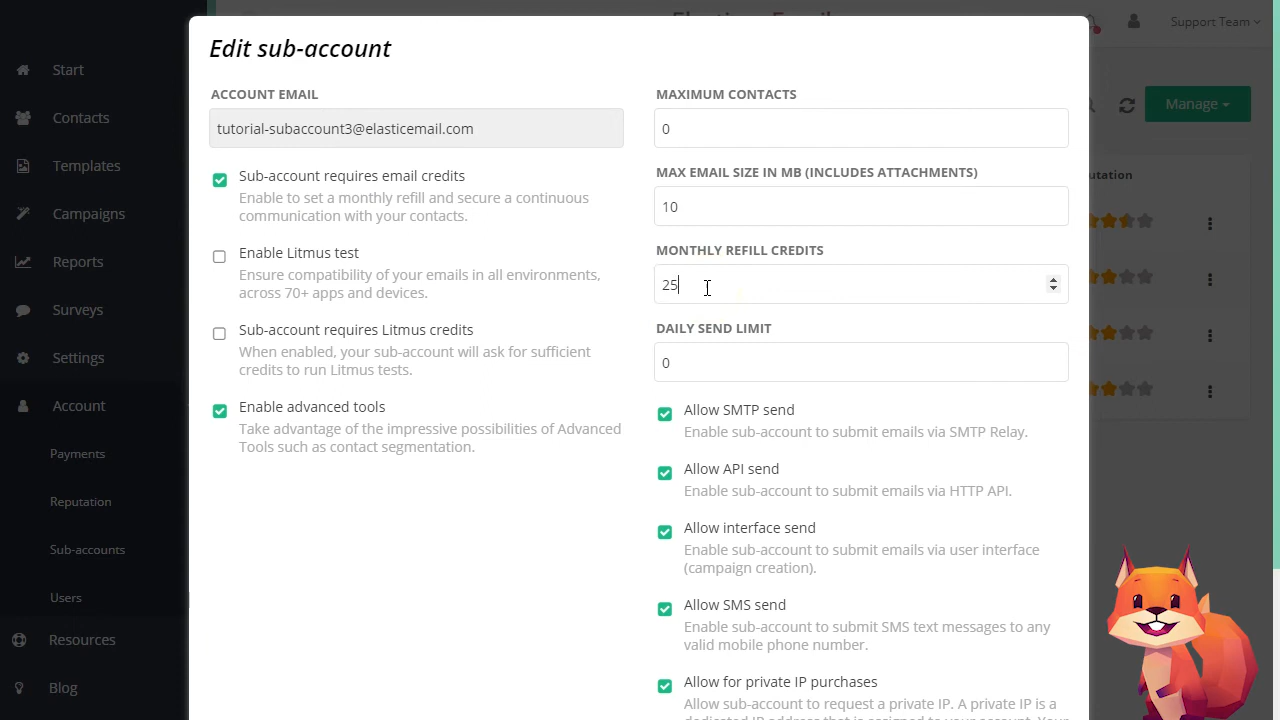 Support Team
Start
Contacts
Templates
Campaigns
Reports
Surveys
Settings
Account
Payments
Reputation
Sub-accounts
Users
Resources
Blog
Manage
Edit sub-account
ACCOUNT EMAIL
tutorial-subaccount3@elasticemail.com
Sub-account requires email credits
Enable to set a monthly refill and secure a continuous
communication with your contacts.
Enable Litmus test
Ensure compatibility of your emails in all environments,
across 70+ apps and devices.
Sub-account requires Litmus credits
When enabled, your sub-account will ask for sufficient
credits to run Litmus tests.
Enable advanced tools
Take advantage of the impressive possibilities of Advanced
Tools such as contact segmentation.
MAXIMUM CONTACTS
0
MAX EMAIL SIZE IN MB (INCLUDES ATTACHMENTS)
10
MONTHLY REFILL CREDITS
25
DAILY SEND LIMIT
0
Allow SMTP send
Enable sub-account to submit emails via SMTP Relay.
Allow API send
Enable sub-account to submit emails via HTTP API.
Allow interface send
Enable sub-account to submit emails via user interface
(campaign creation).
Allow SMS send
Enable sub-account to submit SMS text messages to any
valid mobile phone number.
Allow for private IP purchases
Allow sub-account to request a private IP. A private IP is a